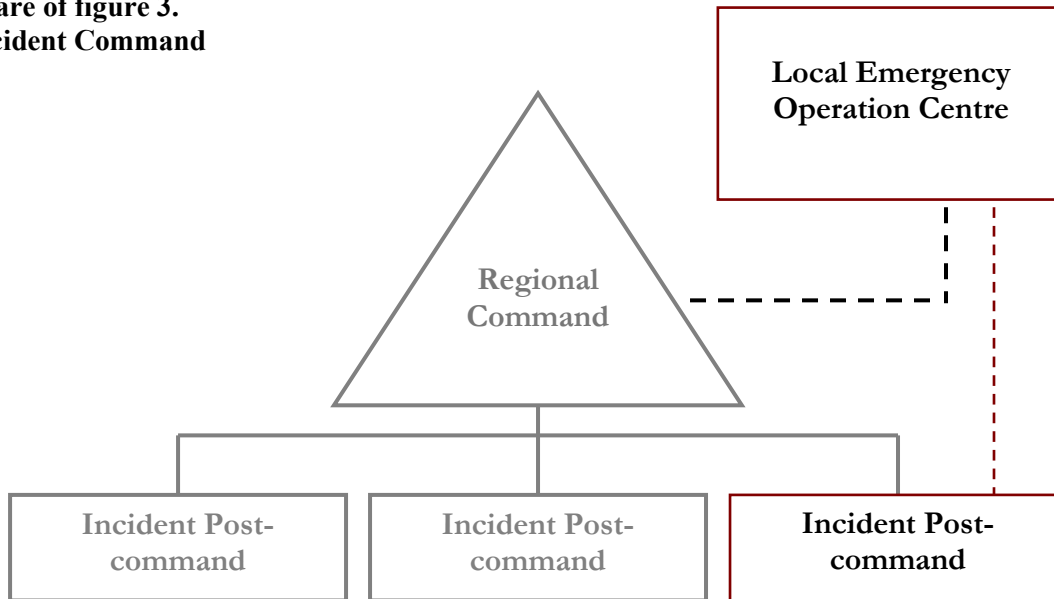 are of figure 3.
cident Command
Local Emergency
Operation Centre
Regional
Command
Incident Post-
command
Incident Post-
command
Incident Post-
command